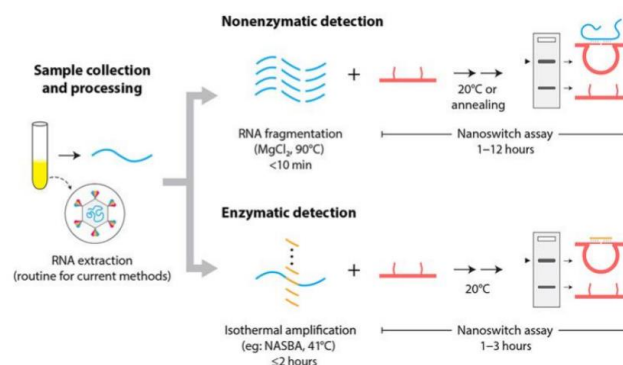 Nonenzymatic detection
Sample collection
and processing
20°C or
annealing
RNA fragmentation
(MgCl₂, 90°C)
<10 min
Nanoswitch assay
1–12 hours
RNA extraction
(routine for current methods)
Enzymatic detection
20°C
Isothermal amplification
(eg: NASBA, 41°C)
≤2 hours
Nanoswitch assay
1–3 hours